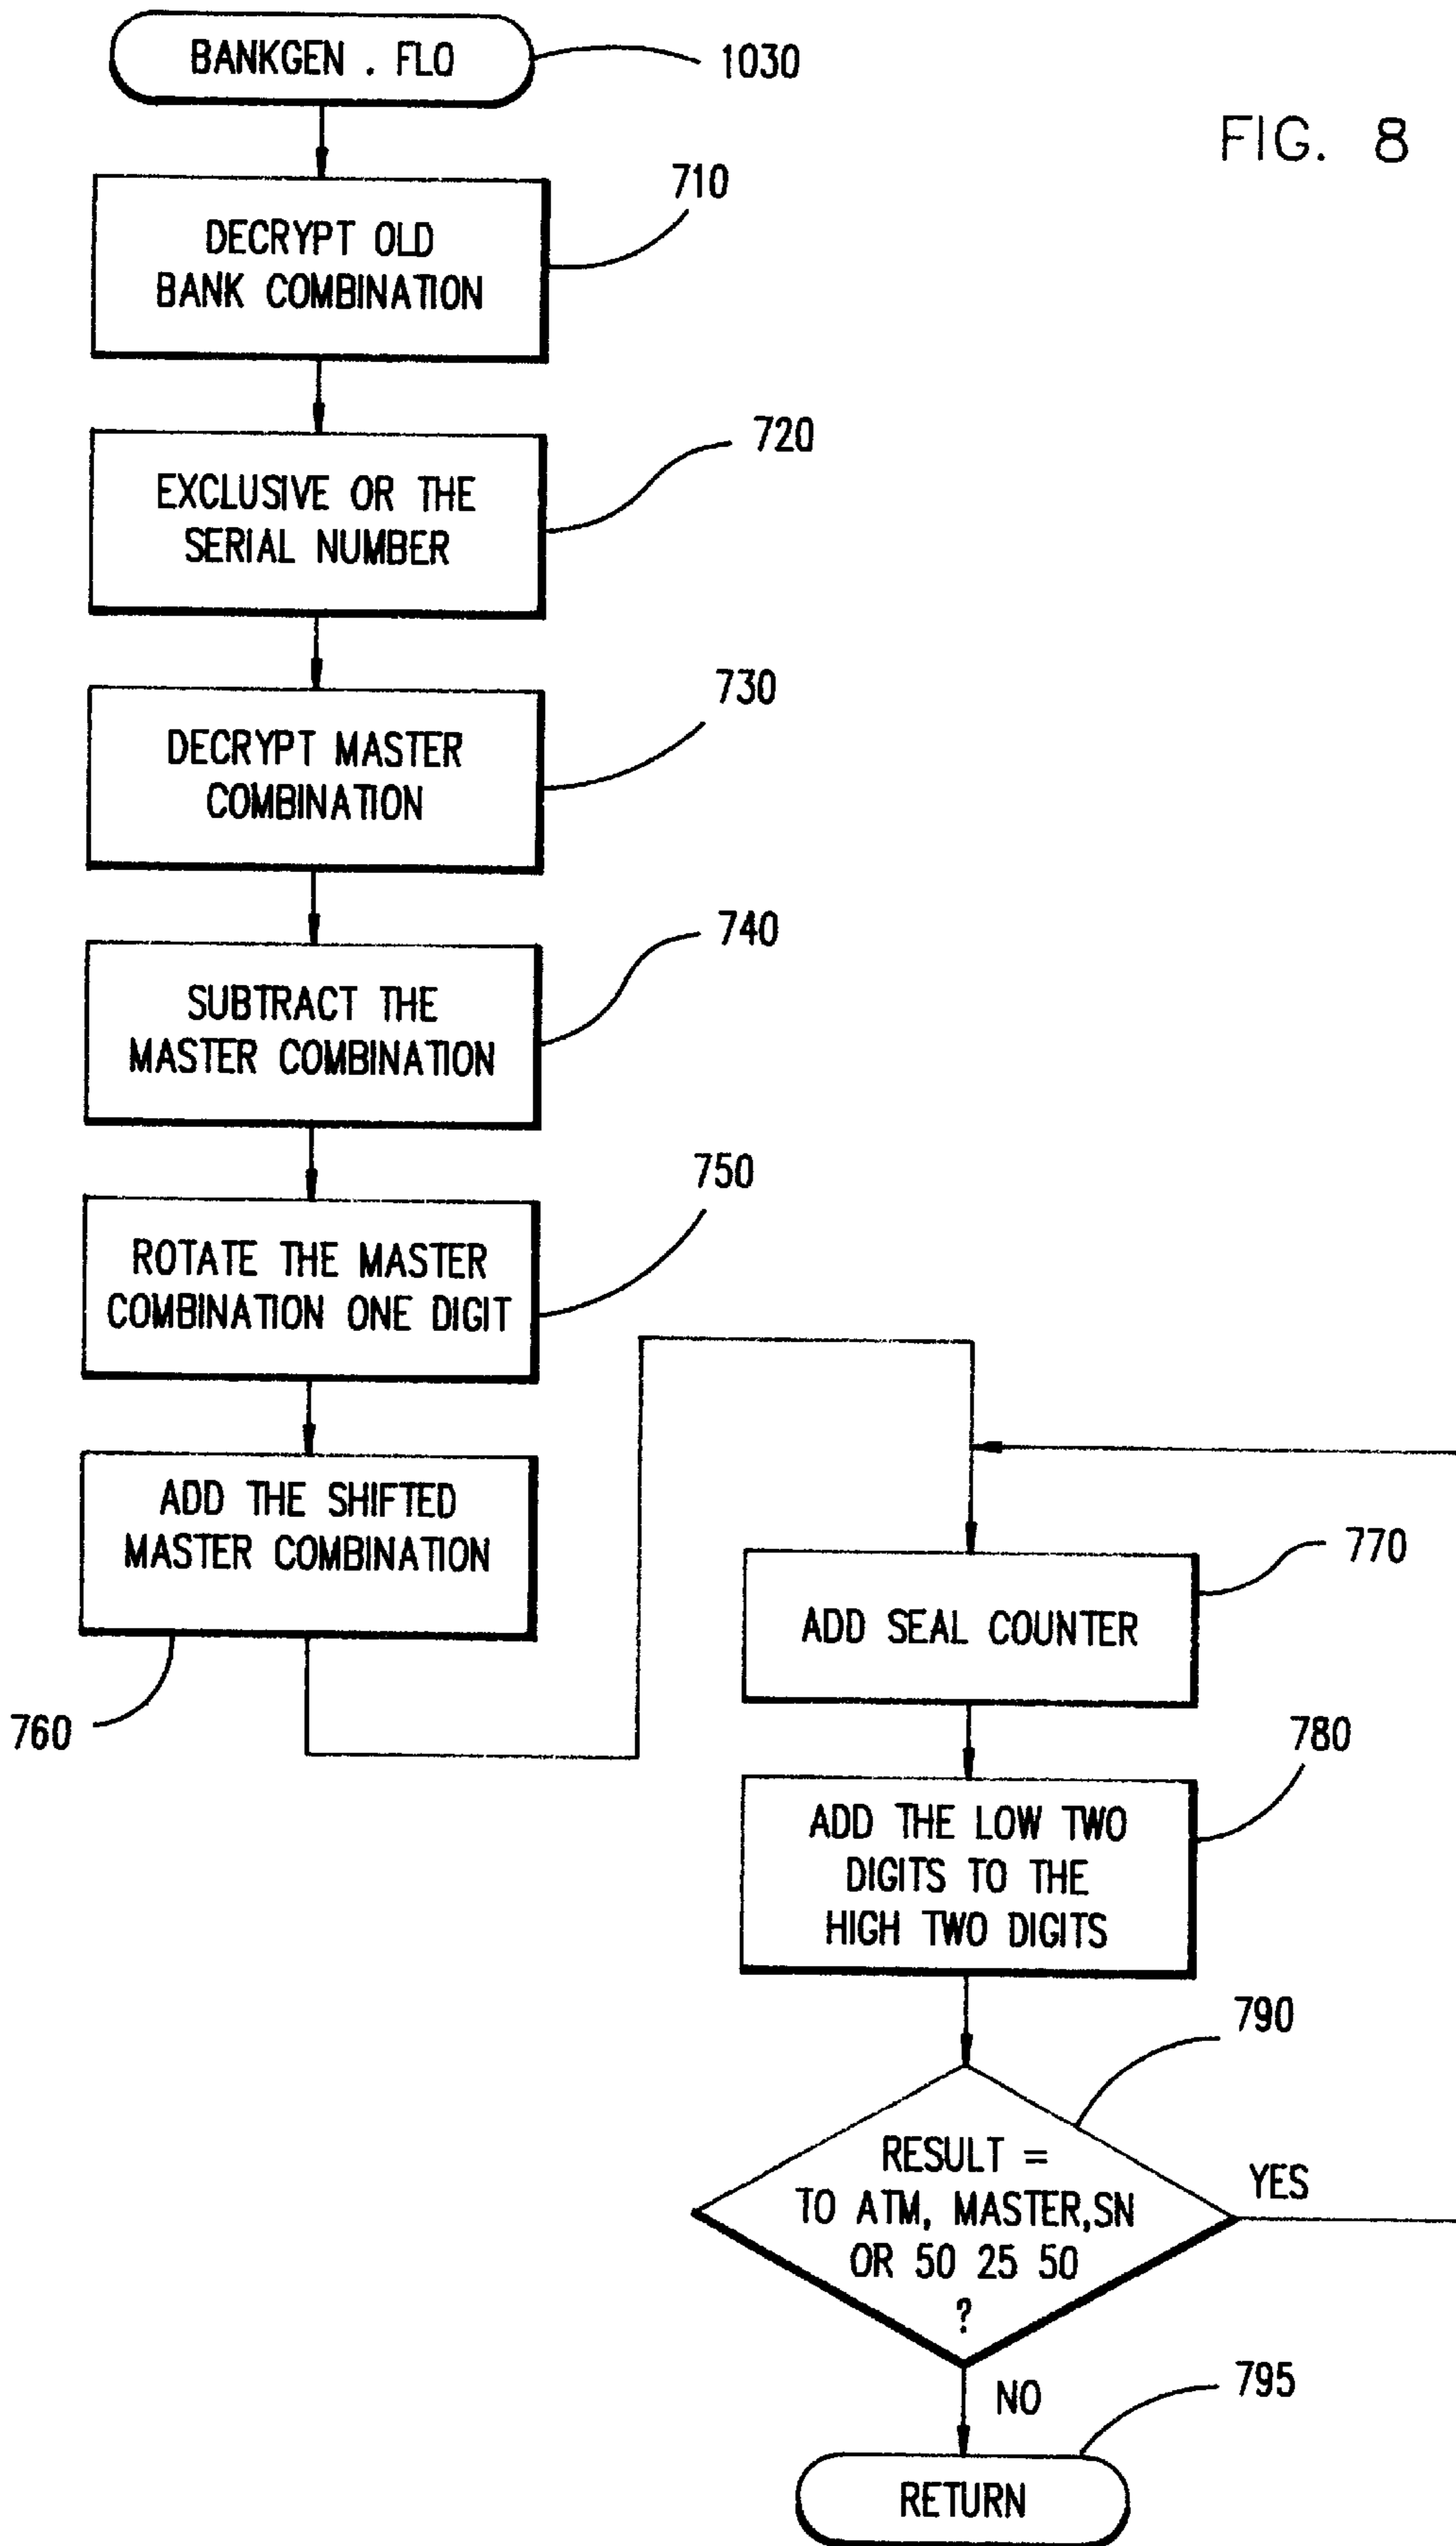 BANKGEN . FLO
1030
FIG. 8
710
DECRYPT OLD
BANK COMBINATION
720
EXCLUSIVE OR THE
SERIAL NUMBER
730
DECRYPT MASTER
COMBINATION
740
SUBTRACT THE
MASTER COMBINATION
750
ROTATE THE MASTER
COMBINATION ONE DIGIT
ADD THE SHIFTED
MASTER COMBINATION
760
770
ADD SEAL COUNTER
780
ADD THE LOW TWO
DIGITS TO THE
HIGH TWO DIGITS
790
RESULT =
TO ATM, MASTER,SN
OR 50 25 50
?
YES
NO
795
RETURN